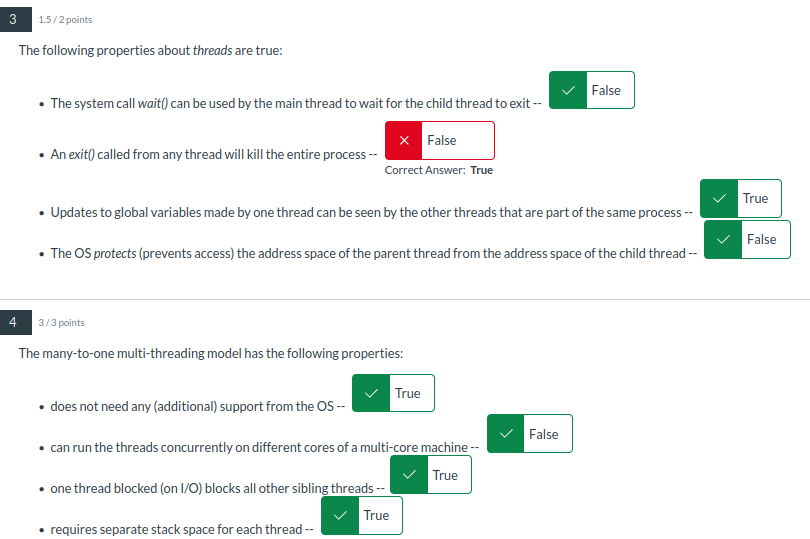 3 1.5 / 2 points
The following properties about threads are true:
• The system call wait() can be used by the main thread to wait for the child thread to exit -- False
• An exit() called from any thread will kill the entire process -- False
Correct Answer: True
• Updates to global variables made by one thread can be seen by the other threads that are part of the same process -- True
• The OS protects (prevents access) the address space of the parent thread from the address space of the child thread -- False
4 3 / 3 points
The many-to-one multi-threading model has the following properties:
• does not need any (additional) support from the OS -- True
• can run the threads concurrently on different cores of a multi-core machine -- False
• one thread blocked (on I/O) blocks all other sibling threads -- True
• requires separate stack space for each thread -- True